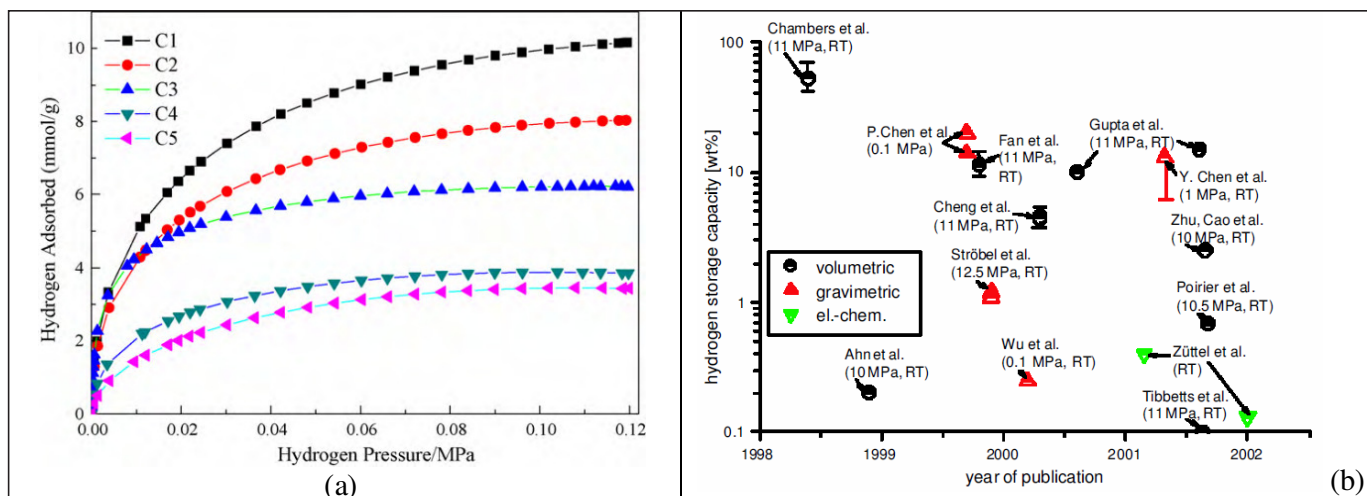 C1
C2
C3
C4
C5
10
8
6
4
2
0
Hydrogen Adsorbed (mmol/g)
0.00
0.02
0.04
0.06
0.08
0.10
0.12
Hydrogen Pressure/MPa
(a)
Chambers et al.
(11 MPa, RT)
P.Chen et al.
(0.1 MPa)
Fan et al.
(11 MPa,
RT)
Gupta et al.
(11 MPa, RT)
Y. Chen et al.
(1 MPa, RT)
Cheng et al.
(11 MPa, RT)
Zhu, Cao et al.
(10 MPa, RT)
Ströbel et al.
(12.5 MPa, RT)
volumetric
gravimetric
el.-chem.
Poirier et al.
(10.5 MPa, RT)
Ahn et al.
(10 MPa, RT)
Wu et al.
(0.1 MPa, RT)
Züttel et al.
(RT)
Tibbetts et al.
(11 MPa, RT)
100
10
1
0.1
hydrogen storage capacity [wt%]
1998
1999
2000
2001
2002
year of publication
(b)